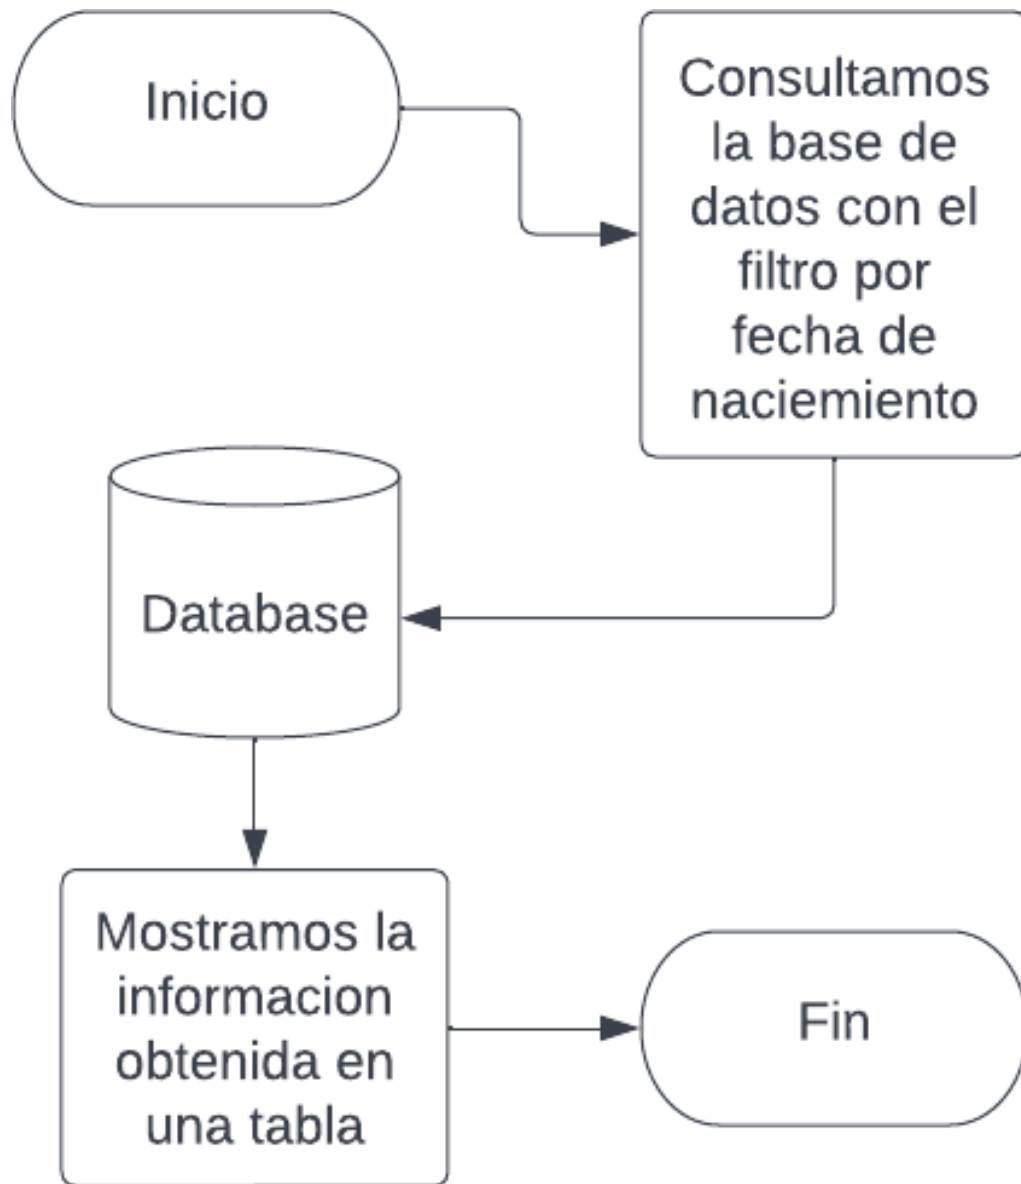 Inicio
Consultamos
la base de
datos con el
filtro por
fecha de
naciemiento
Database
Mostramos la
informacion
obtenida en
una tabla
Fin